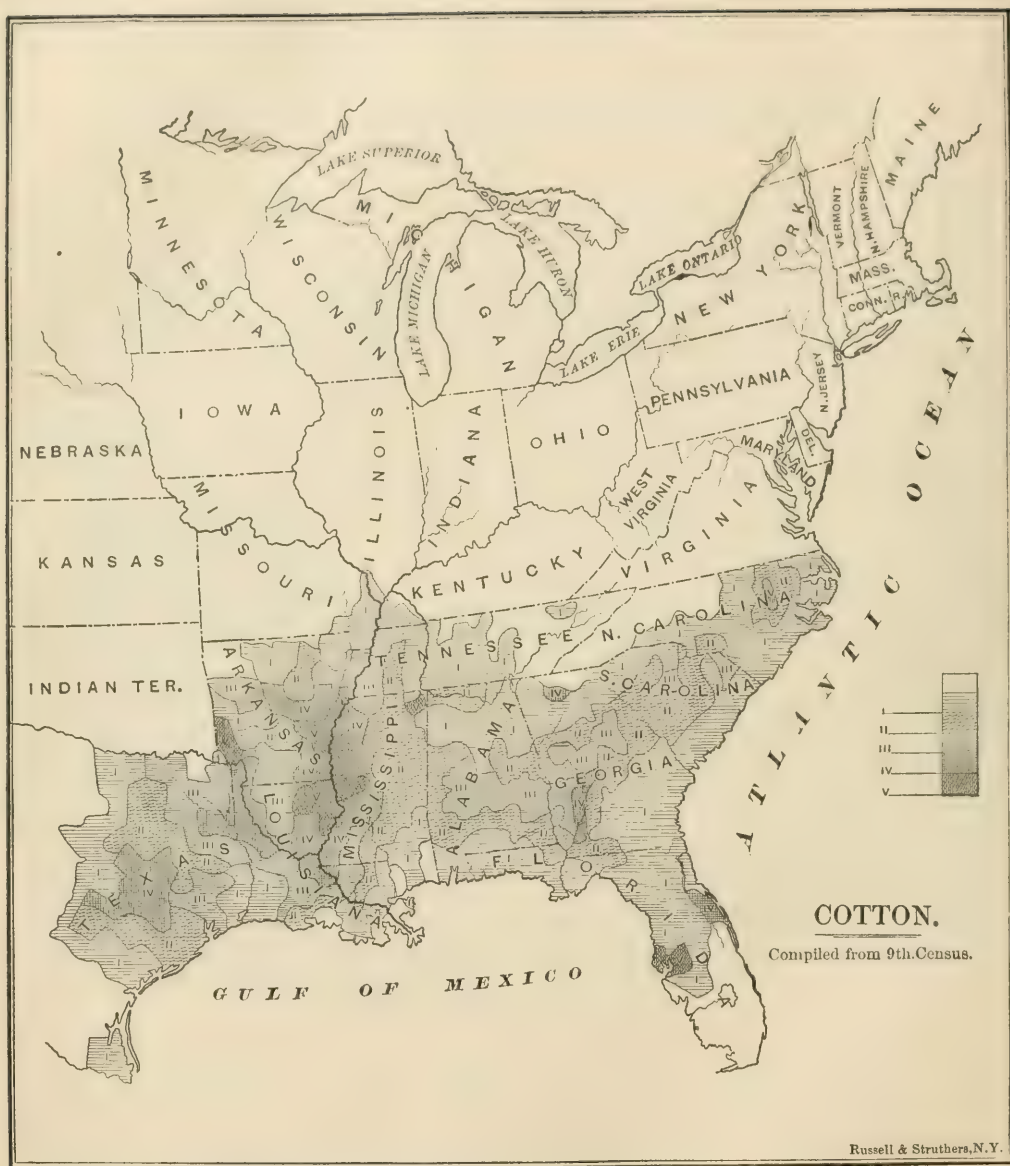 LAKE SUPERIOR
MINNESOTA
WISCONSIN
MICHIGAN
LAKE MICHIGAN
LAKE HURON
LAKE ONTARIO
LAKE ERIE
NEW YORK
VERMONT
N. HAMPSHIRE
MAINE
MASS.
CONN.
R.
PENNSYLVANIA
N. JERSEY
DEL.
MARYLAND
NEBRASKA
IOWA
ILLINOIS
INDIANA
OHIO
WEST
VIRGINIA
VIRGINIA
KANSAS
MISSOURI
KENTUCKY
INDIAN TER.
ARKANSAS
TENNESSEE
N. CAROLINA
S. CAROLINA
MISSISSIPPI
ALABAMA
GEORGIA
LOUISIANA
TEXAS
FLORIDA
GULF OF MEXICO
ATLANTIC OCEAN
I
II
III
IV
V
COTTON.
Compiled from 9th. Census.
Russell & Struthers, N.Y.